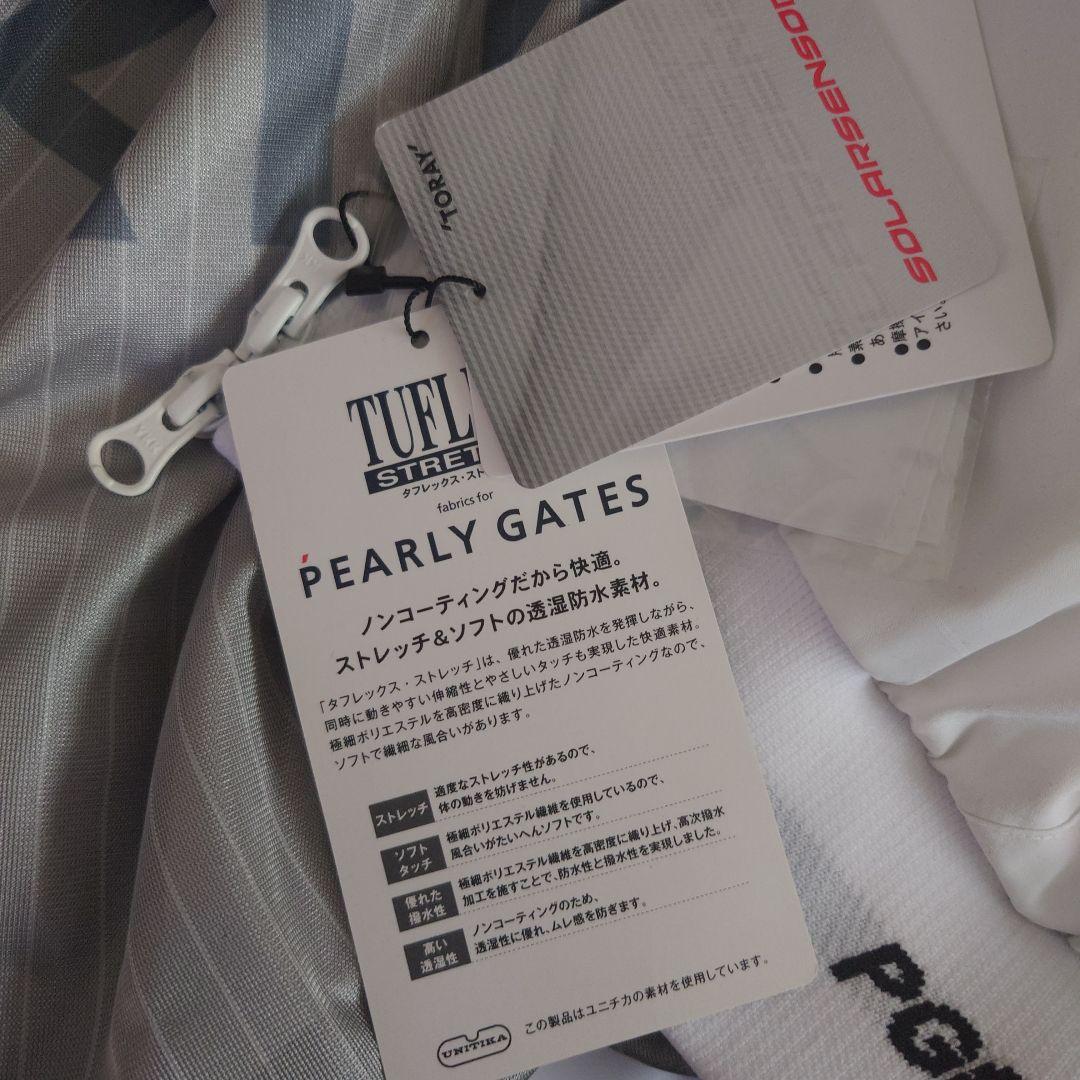 SOLARSENSOR
'TORAY'
素
あ
摩擦
アイ
さい。
TUFL
STRET
タフレックス・スト
fabrics for
PEARLY GATES
ノンコーティングだから快適。
ストレッチ&ソフトの透湿防水素材。
「タフレックス・ストレッチ」は、優れた透湿防水を発揮しながら、
同時に動きやすい伸縮性とやさしいタッチも実現した快適素材。
極細ポリエステルを高密度に織り上げたノンコーティングなので、
ソフトで繊細な風合いがあります。
ストレッチ
適度なストレッチ性があるので、
体の動きを妨げません。
ソフト
タッチ
極細ポリエステル繊維を使用しているので、
風合いがたいへんソフトです。
優れた
撥水性
極細ポリエステル繊維を高密度に織り上げ、高次撥水
加工を施すことで、防水性と撥水性を実現しました。
高い
透湿性
ノンコーティングのため、
透湿性に優れ、ムレ感を防ぎます。
UNITIKA
この製品はユニチカの素材を使用しています。
PG